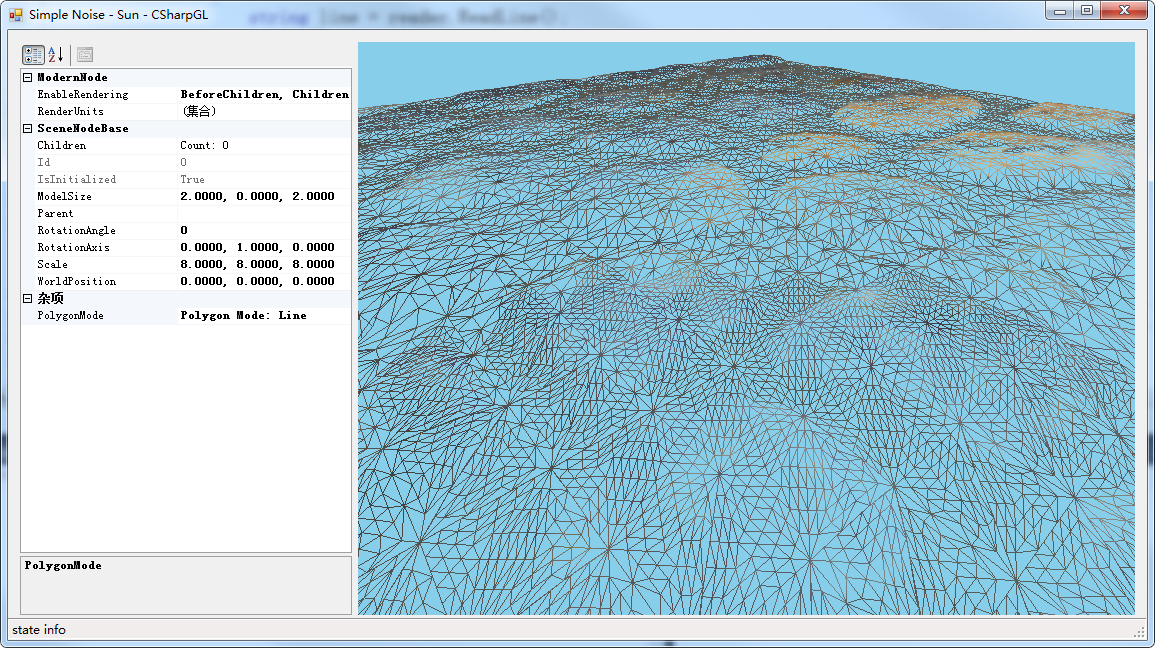 Simple Noise - Sun - CSharpGL string line = reader.ReadLine();
ModernNode
EnableRendering BeforeChildren, Children
RenderUnits (集合)
SceneNodeBase
Children Count: 0
Id 0
IsInitialized True
ModelSize 2.0000, 0.0000, 2.0000
Parent
RotationAngle 0
RotationAxis 0.0000, 1.0000, 0.0000
Scale 8.0000, 8.0000, 8.0000
WorldPosition 0.0000, 0.0000, 0.0000
杂项
PolygonMode Polygon Mode: Line
PolygonMode
state info